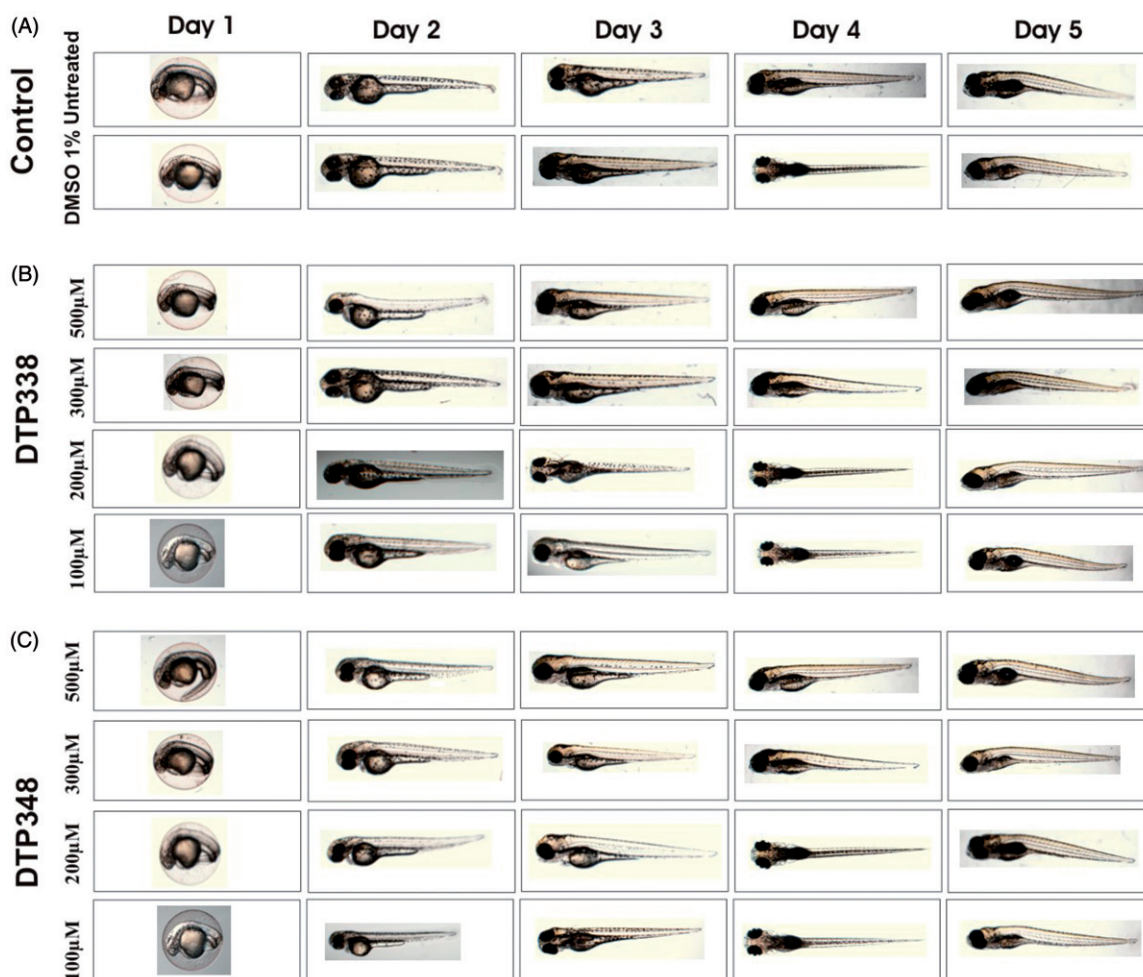 (A)
Day 1 Day 2 Day 3 Day 4 Day 5
Control
DMSO 1% Untreated
(B)
DTP338
500µM
300µM
200µM
100µM
(C)
DTP348
500µM
300µM
200µM
100µM